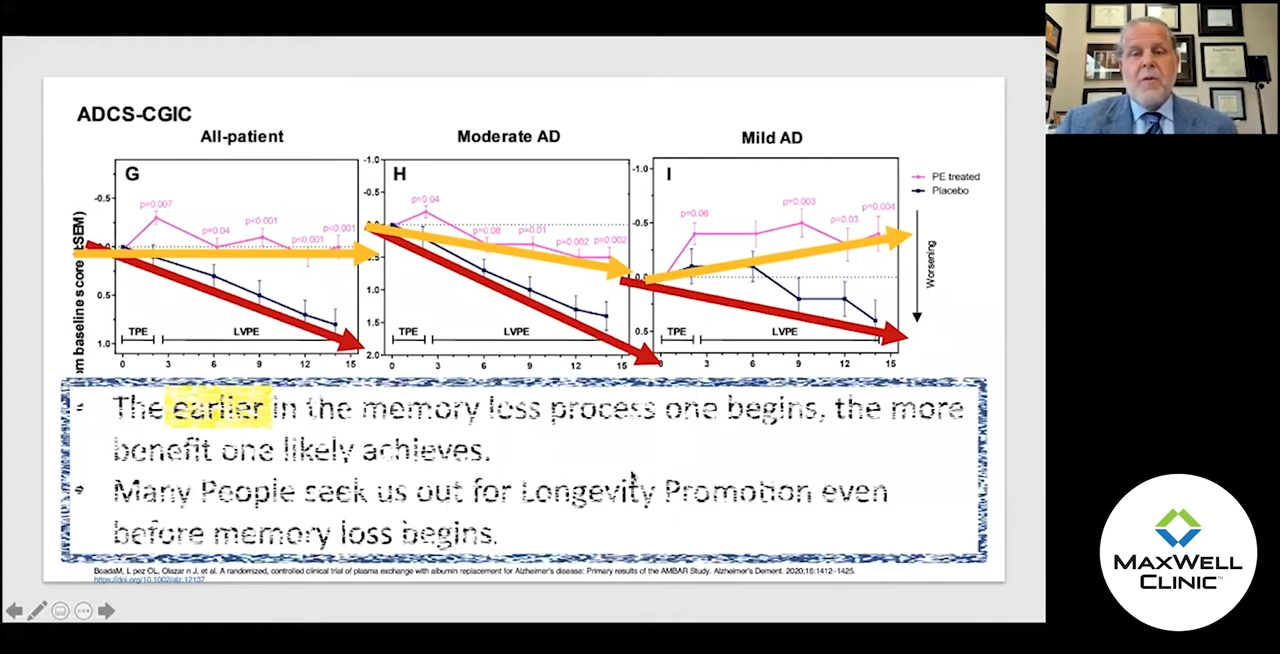 ADCS-CGIC
All-patient
Moderate AD
Mild AD
G
H
I
PE treated
Placebo
Worsening
om baseline score (±SEM)
-0.5
0.5
1.0
p=0.007
p=0.04
p<0.001
p<0.001
p<0.001
TPE
LVPE
0
3
6
9
12
15
-1.0
-0.5
1.0
1.5
2.0
p=0.04
p=0.08
p=0.01
p=0.002
p=0.002
TPE
LVPE
0
3
6
9
12
15
-1.0
-0.5
0.0
0.5
p=0.06
p=0.003
p=0.03
p=0.004
TPE
LVPE
3
6
9
12
15
The earlier in the memory loss process one begins, the more
benefit one likely achieves.
Many People seek us out for Longevity Promotion even
before memory loss begins.
BoadaM, L pez OL, Olazar n J, et al. A randomized, controlled clinical trial of plasma exchange with albumin replacement for Alzheimer's disease: Primary results of the AMBAR Study. Alzheimer's Dement. 2020;16:1412–1425.
https://doi.org/10.1002/alz.12137
MAXWELL
CLINIC™